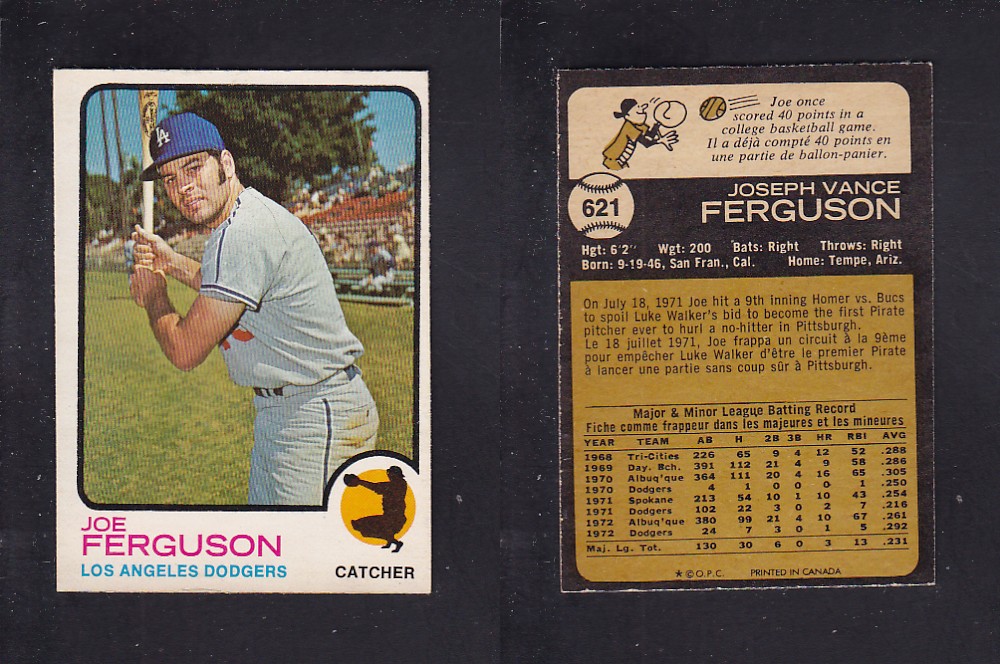 LA
JOE
FERGUSON
LOS ANGELES DODGERS
CATCHER
Joe once
scored 40 points in a
college basketball game.
Il a déjà compté 40 points en
une partie de ballon-panier.
621
JOSEPH VANCE
FERGUSON
Hgt: 6'2" Wgt: 200 Bats: Right Throws: Right
Born: 9-19-46, San Fran., Cal. Home: Tempe, Ariz.
On July 18, 1971 Joe hit a 9th inning Homer vs. Bucs
to spoil Luke Walker's bid to become the first Pirate
pitcher ever to hurl a no-hitter in Pittsburgh.
Le 18 juillet 1971, Joe frappa un circuit à la 9ème
pour empêcher Luke Walker d'être le premier Pirate
à lancer une partie sans coup sûr à Pittsburgh.
Major & Minor League Batting Record
Fiche comme frappeur dans les majeures et les mineures
YEAR TEAM AB H 2B 3B HR RBI AVG
1968 Tri-Cities 226 65 9 4 12 52 .288
1969 Day. Bch. 391 112 21 4 9 58 .286
1970 Albuq'que 364 111 20 4 16 65 .305
1970 Dodgers 4 1 0 0 0 1 .250
1971 Spokane 213 54 10 1 10 43 .254
1971 Dodgers 102 22 3 0 2 7 .216
1972 Albuq'que 380 99 21 4 10 67 .261
1972 Dodgers 24 7 3 0 1 5 .292
Maj. Lg. Tot. 130 30 6 0 3 13 .231
★ © O.P.C. PRINTED IN CANADA